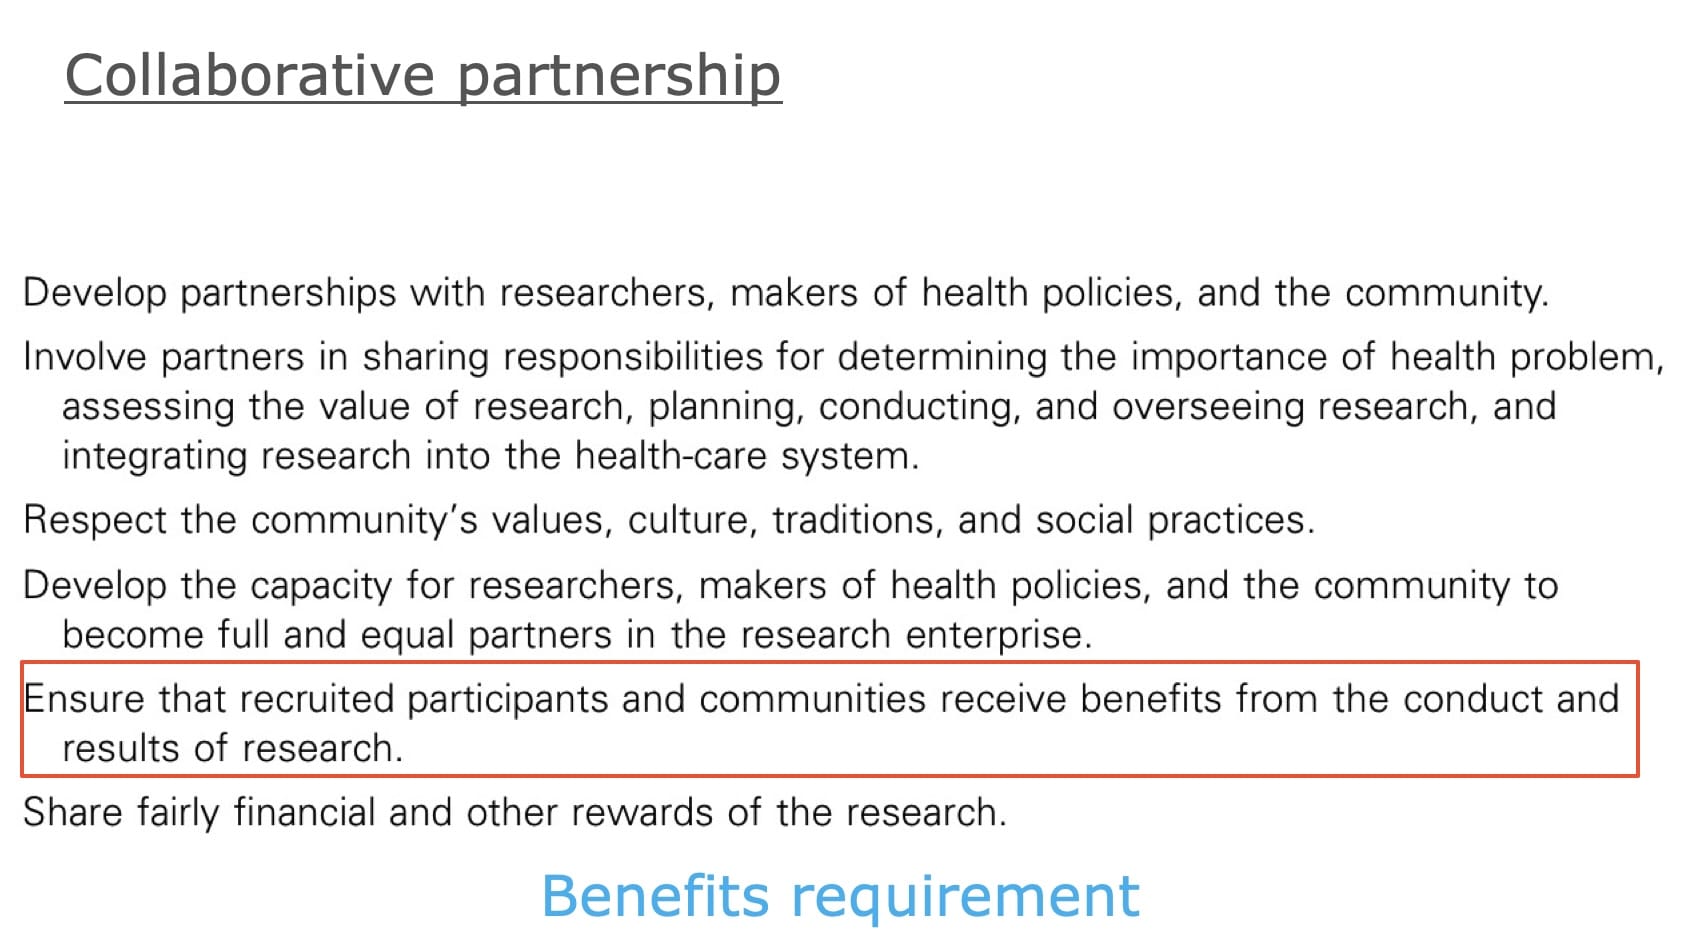 Collaborative partnership
Develop partnerships with researchers, makers of health policies, and the community.
Involve partners in sharing responsibilities for determining the importance of health problem,
assessing the value of research, planning, conducting, and overseeing research, and
integrating research into the health-care system.
Respect the community’s values, culture, traditions, and social practices.
Develop the capacity for researchers, makers of health policies, and the community to
become full and equal partners in the research enterprise.
Ensure that recruited participants and communities receive benefits from the conduct and
results of research.
Share fairly financial and other rewards of the research.
Benefits requirement